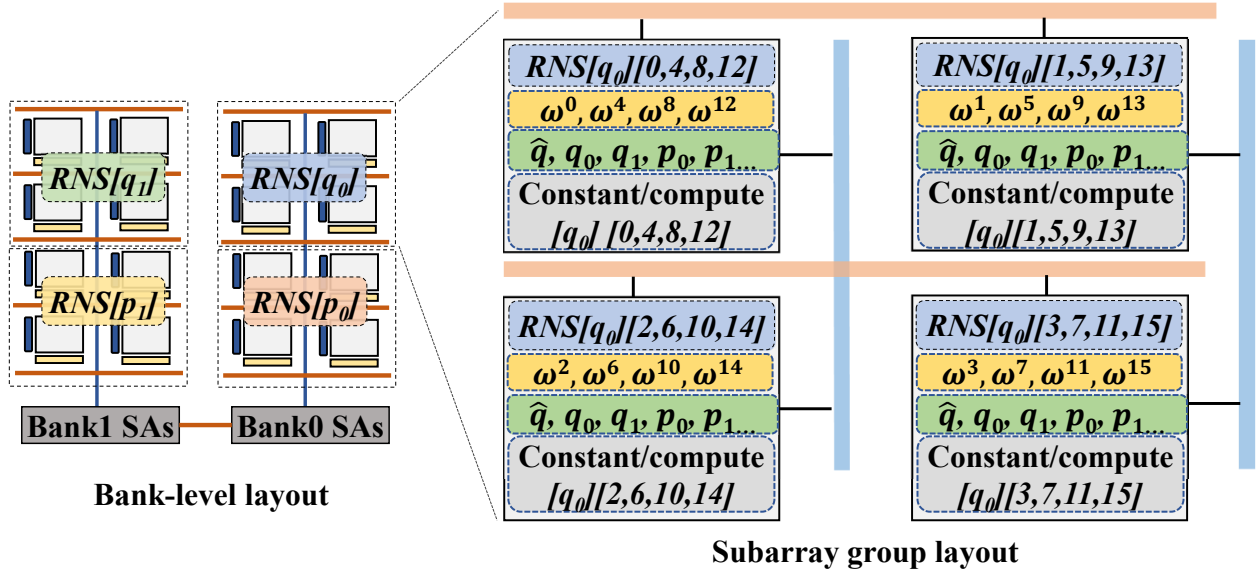 RNS[q₁]
RNS[q₀]
RNS[p₁]
RNS[p₀]
Bank1 SAs
Bank0 SAs
Bank-level layout
RNS[q₀][0,4,8,12]
ω⁰, ω⁴, ω⁸, ω¹²
q̂, q₀, q₁, p₀, p₁...
Constant/compute
[q₀] [0,4,8,12]
RNS[q₀][1,5,9,13]
ω¹, ω⁵, ω⁹, ω¹³
q̂, q₀, q₁, p₀, p₁...
Constant/compute
[q₀][1,5,9,13]
RNS[q₀][2,6,10,14]
ω², ω⁶, ω¹⁰, ω¹⁴
q̂, q₀, q₁, p₀, p₁...
Constant/compute
[q₀][2,6,10,14]
RNS[q₀][3,7,11,15]
ω³, ω⁷, ω¹¹, ω¹⁵
q̂, q₀, q₁, p₀, p₁...
Constant/compute
[q₀][3,7,11,15]
Subarray group layout